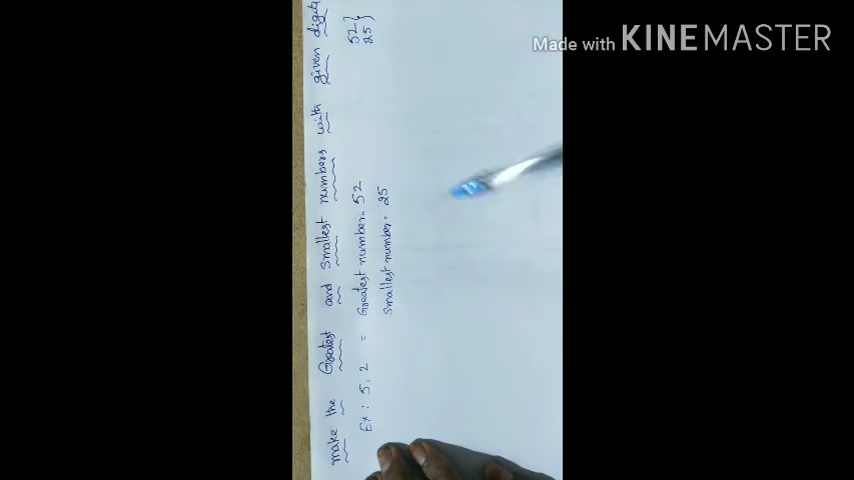 make the Greatest and smallest numbers with given digits
Ex: 5, 2 = Greatest number = 52
smallest number = 25
52}
25}
Made with KINEMASTER